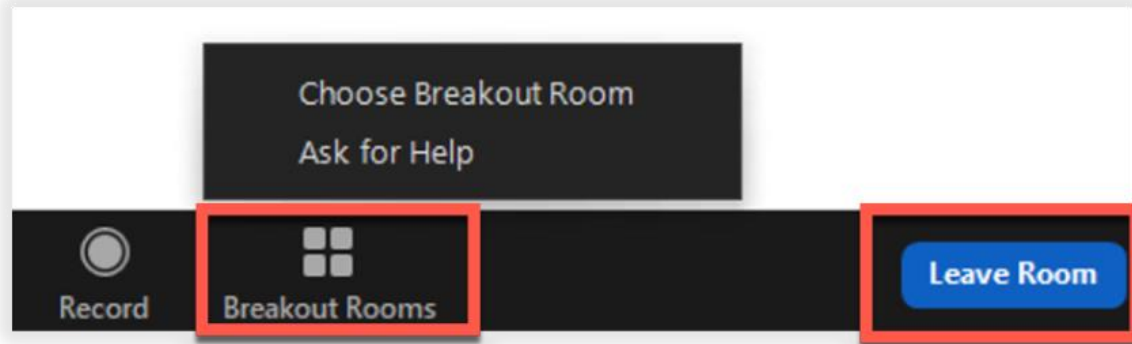 Choose Breakout Room
Ask for Help
Record
Breakout Rooms
Leave Room